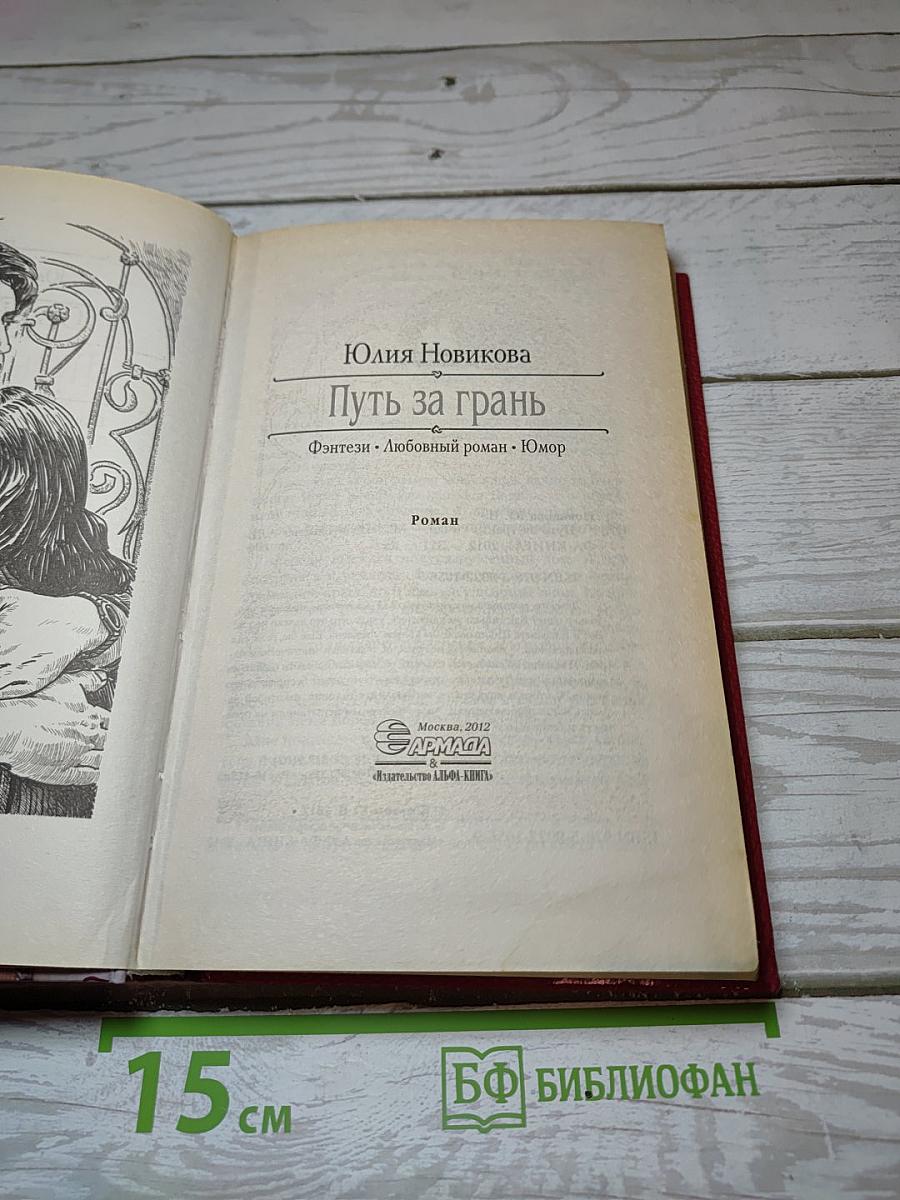 Юлия Новикова
Путь за грань
Фэнтези • Любовный роман • Юмор
Роман
Москва, 2012
АРМАДА
&
«Издательство АЛЬФА-КНИГА»
15 см
БФ БИБЛИОФАН